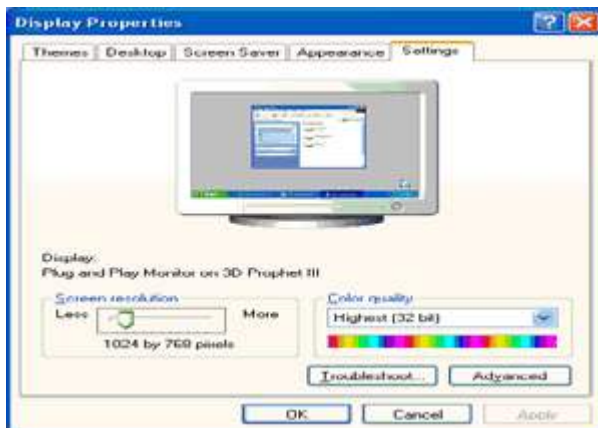 Display Properties
Themes Desktop Screen Saver Appearance Settings
Display:
Plug and Play Monitor on 3D Prophet III
Screen resolution
Less More
1024 by 768 pixels
Color quality
Highest (32 bit)
Troubleshoot... Advanced
OK Cancel Apply